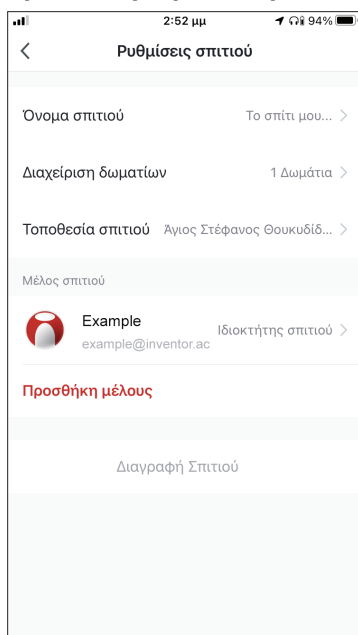 2:52 μμ 94%
Ρυθμίσεις σπιτιού
Όνομα σπιτιού Το σπίτι μου...
Διαχείριση δωματίων 1 Δωμάτια
Τοποθεσία σπιτιού Άγιος Στέφανος Θουκυδίδ...
Μέλος σπιτιού
Example
Ιδιοκτήτης σπιτιού
example@inventor.ac
Προσθήκη μέλους
Διαγραφή Σπιτιού